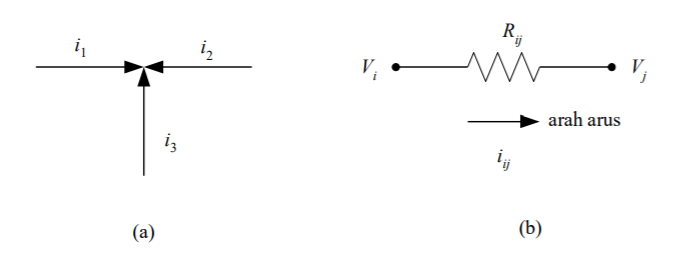 i₁
i₂
i₃
(a)
Rᵢⱼ
Vᵢ
Vⱼ
arah arus
iᵢⱼ
(b)